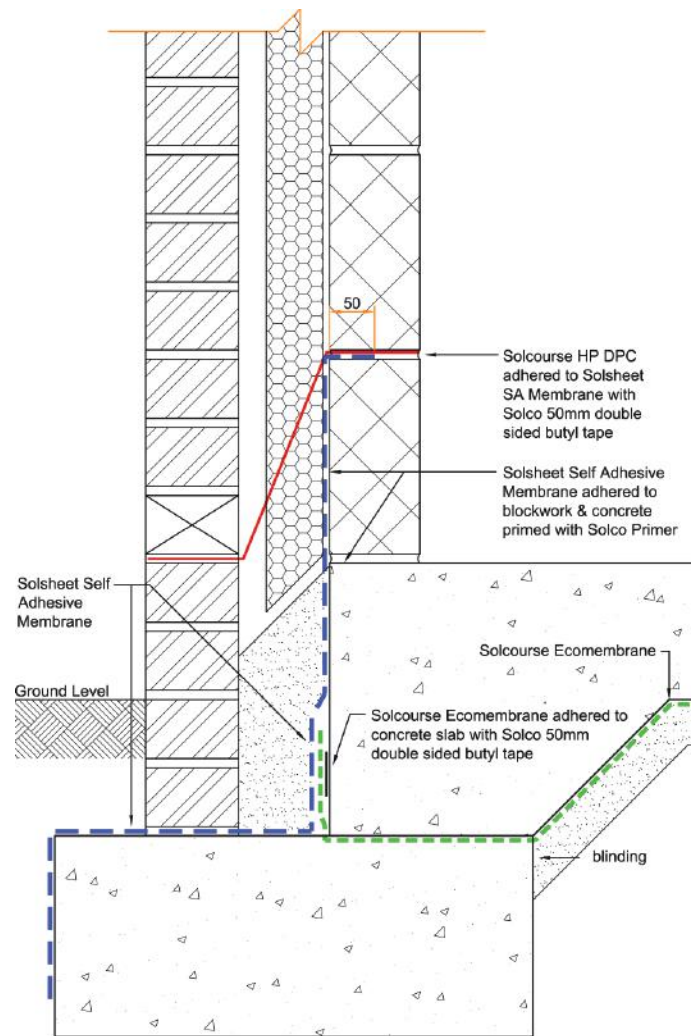 50
Solcourse HP DPC
adhered to Solsheet
SA Membrane with
Solco 50mm double
sided butyl tape
Solsheet Self Adhesive
Membrane adhered to
blockwork & concrete
primed with Solco Primer
Solsheet Self
Adhesive
Membrane
Solcourse Ecomembrane
Ground Level
Solcourse Ecomembrane adhered to
concrete slab with Solco 50mm
double sided butyl tape
blinding